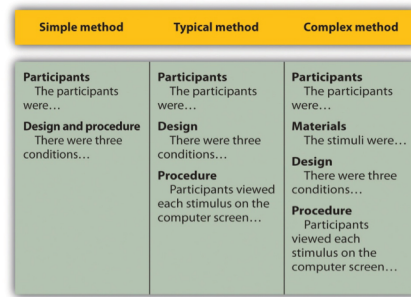 Simple method
Typical method
Complex method
Participants
The participants
were…
Design and procedure
There were three
conditions…
Participants
The participants
were…
Design
There were three
conditions…
Procedure
Participants viewed
each stimulus on the
computer screen…
Participants
The participants
were…
Materials
The stimuli were…
Design
There were three
conditions…
Procedure
Participants
viewed each
stimulus on the
computer screen…